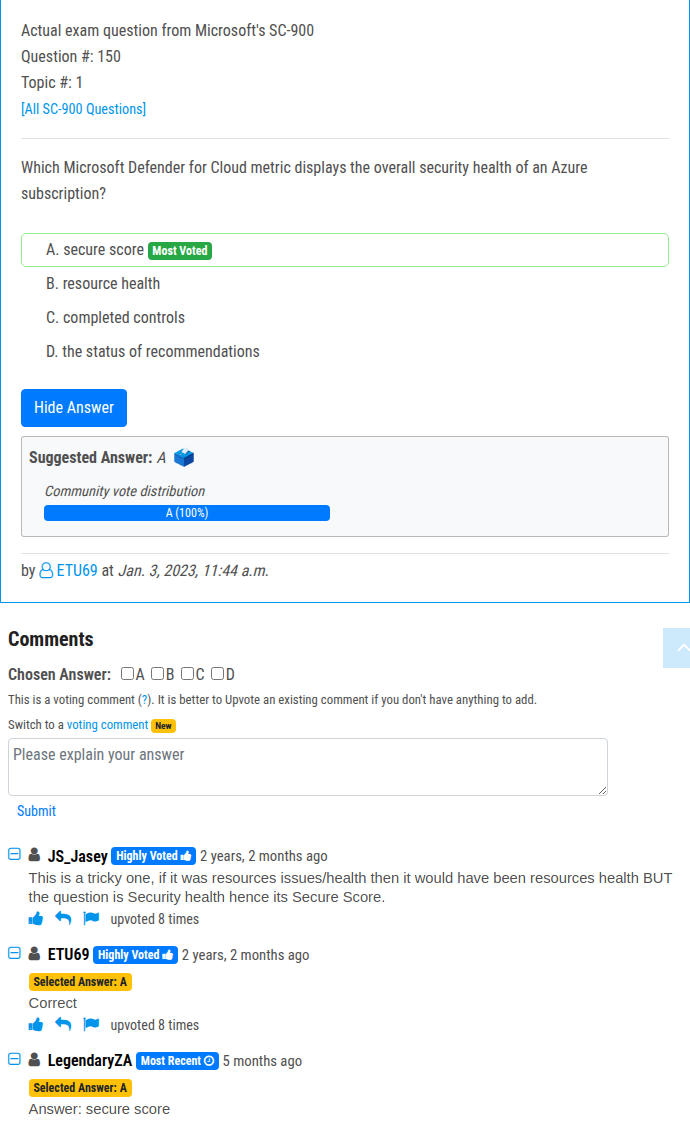 Actual exam question from Microsoft's SC-900
Question #: 150
Topic #: 1
[All SC-900 Questions]
Which Microsoft Defender for Cloud metric displays the overall security health of an Azure
subscription?
A. secure score Most Voted
B. resource health
C. completed controls
D. the status of recommendations
Hide Answer
Suggested Answer: A
Community vote distribution
A (100%)
by ETU69 at Jan. 3, 2023, 11:44 a.m.
Comments
Chosen Answer: A B C D
This is a voting comment (?). It is better to Upvote an existing comment if you don't have anything to add.
Switch to a voting comment New
Please explain your answer
Submit
JS_Jasey Highly Voted 2 years, 2 months ago
This is a tricky one, if it was resources issues/health then it would have been resources health BUT
the question is Security health hence its Secure Score.
upvoted 8 times
ETU69 Highly Voted 2 years, 2 months ago
Selected Answer: A
Correct
upvoted 8 times
LegendaryZA Most Recent 5 months ago
Selected Answer: A
Answer: secure score